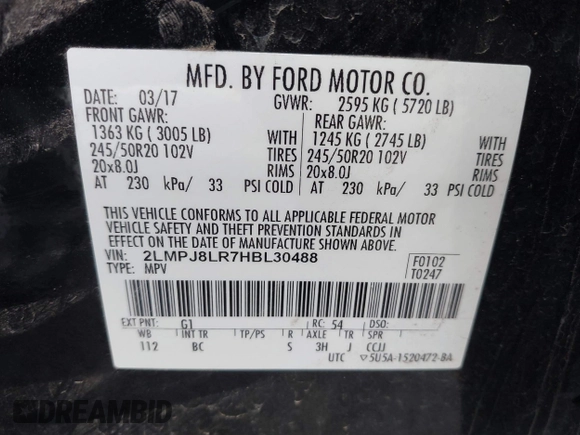 MFD. BY FORD MOTOR CO.
DATE: 03/17 GVWR: 2595 KG ( 5720 LB)
FRONT GAWR: REAR GAWR:
1363 KG ( 3005 LB) WITH 1245 KG ( 2745 LB) WITH
245/50R20 102V TIRES 245/50R20 102V TIRES
20x8.0J RIMS 20x8.0J RIMS
AT 230 kPa/ 33 PSI COLD AT 230 kPa/ 33 PSI COLD
THIS VEHICLE CONFORMS TO ALL APPLICABLE FEDERAL MOTOR
VEHICLE SAFETY AND THEFT PREVENTION STANDARDS IN
EFFECT ON THE DATE OF MANUFACTURE SHOWN ABOVE.
VIN: 2LMPJ8LR7HBL30488 F0102
TYPE: MPV T0247
EXT PNT: G1 RC: 54 DSO:
WB INT TR TP/PS R AXLE TR SPR
112 BC S 3H J CCJJ
UTC 5U5A-1520472-BA
DREAMBID